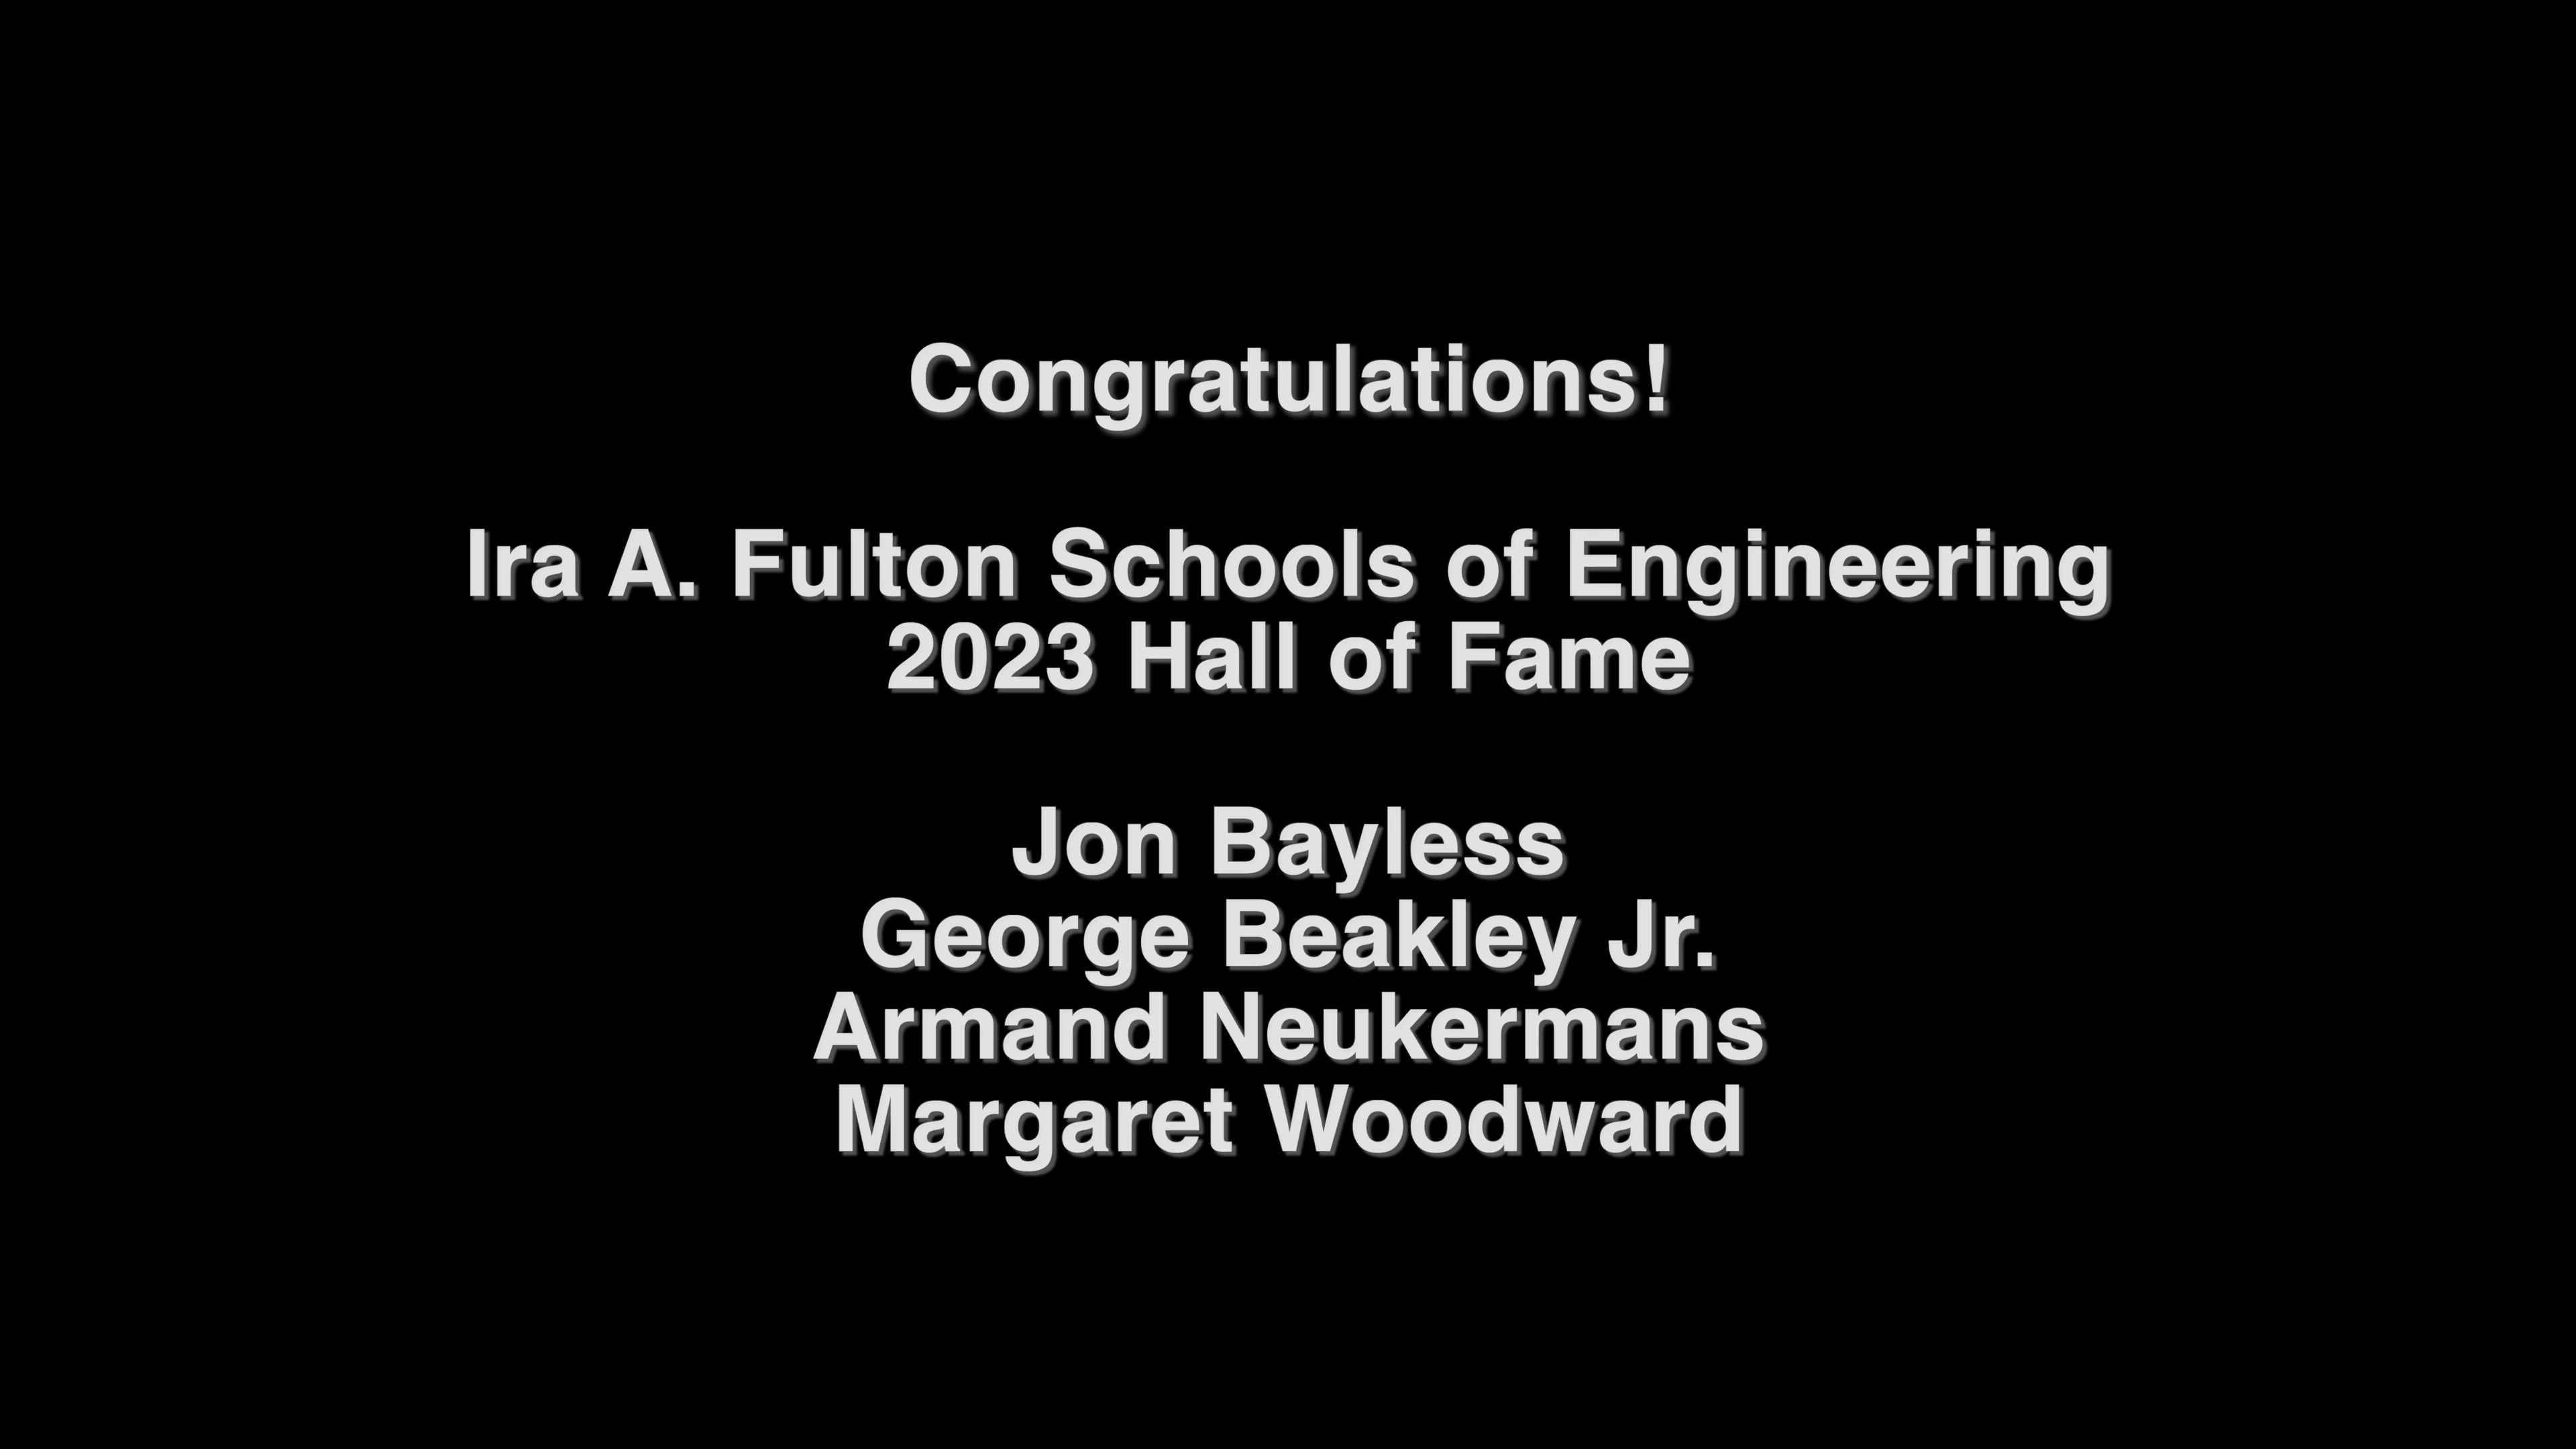 Congratulations!
Ira A. Fulton Schools of Engineering
2023 Hall of Fame
Jon Bayless
George Beakley Jr.
Armand Neukermans
Margaret Woodward